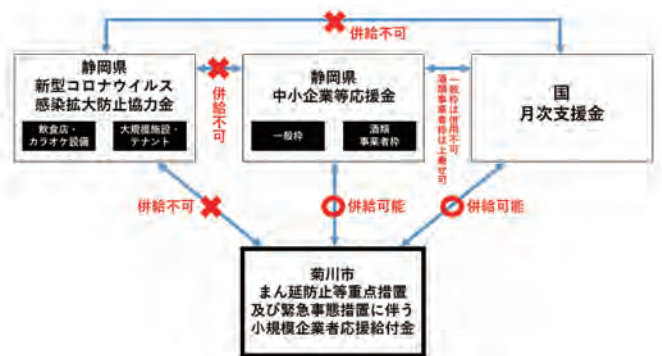 併給不可
静岡県
新型コロナウイルス
感染拡大防止協力金
飲食店・
カラオケ設備
大規模施設・
テナント
併給不可
静岡県
中小企業等応援金
一般枠
酒類
事業者枠
一般枠は併用不可
酒類事業者枠は上乗せ可
国
月次支援金
併給不可
併給可能
併給可能
菊川市
まん延防止等重点措置
及び緊急事態措置に伴う
小規模企業者応援給付金